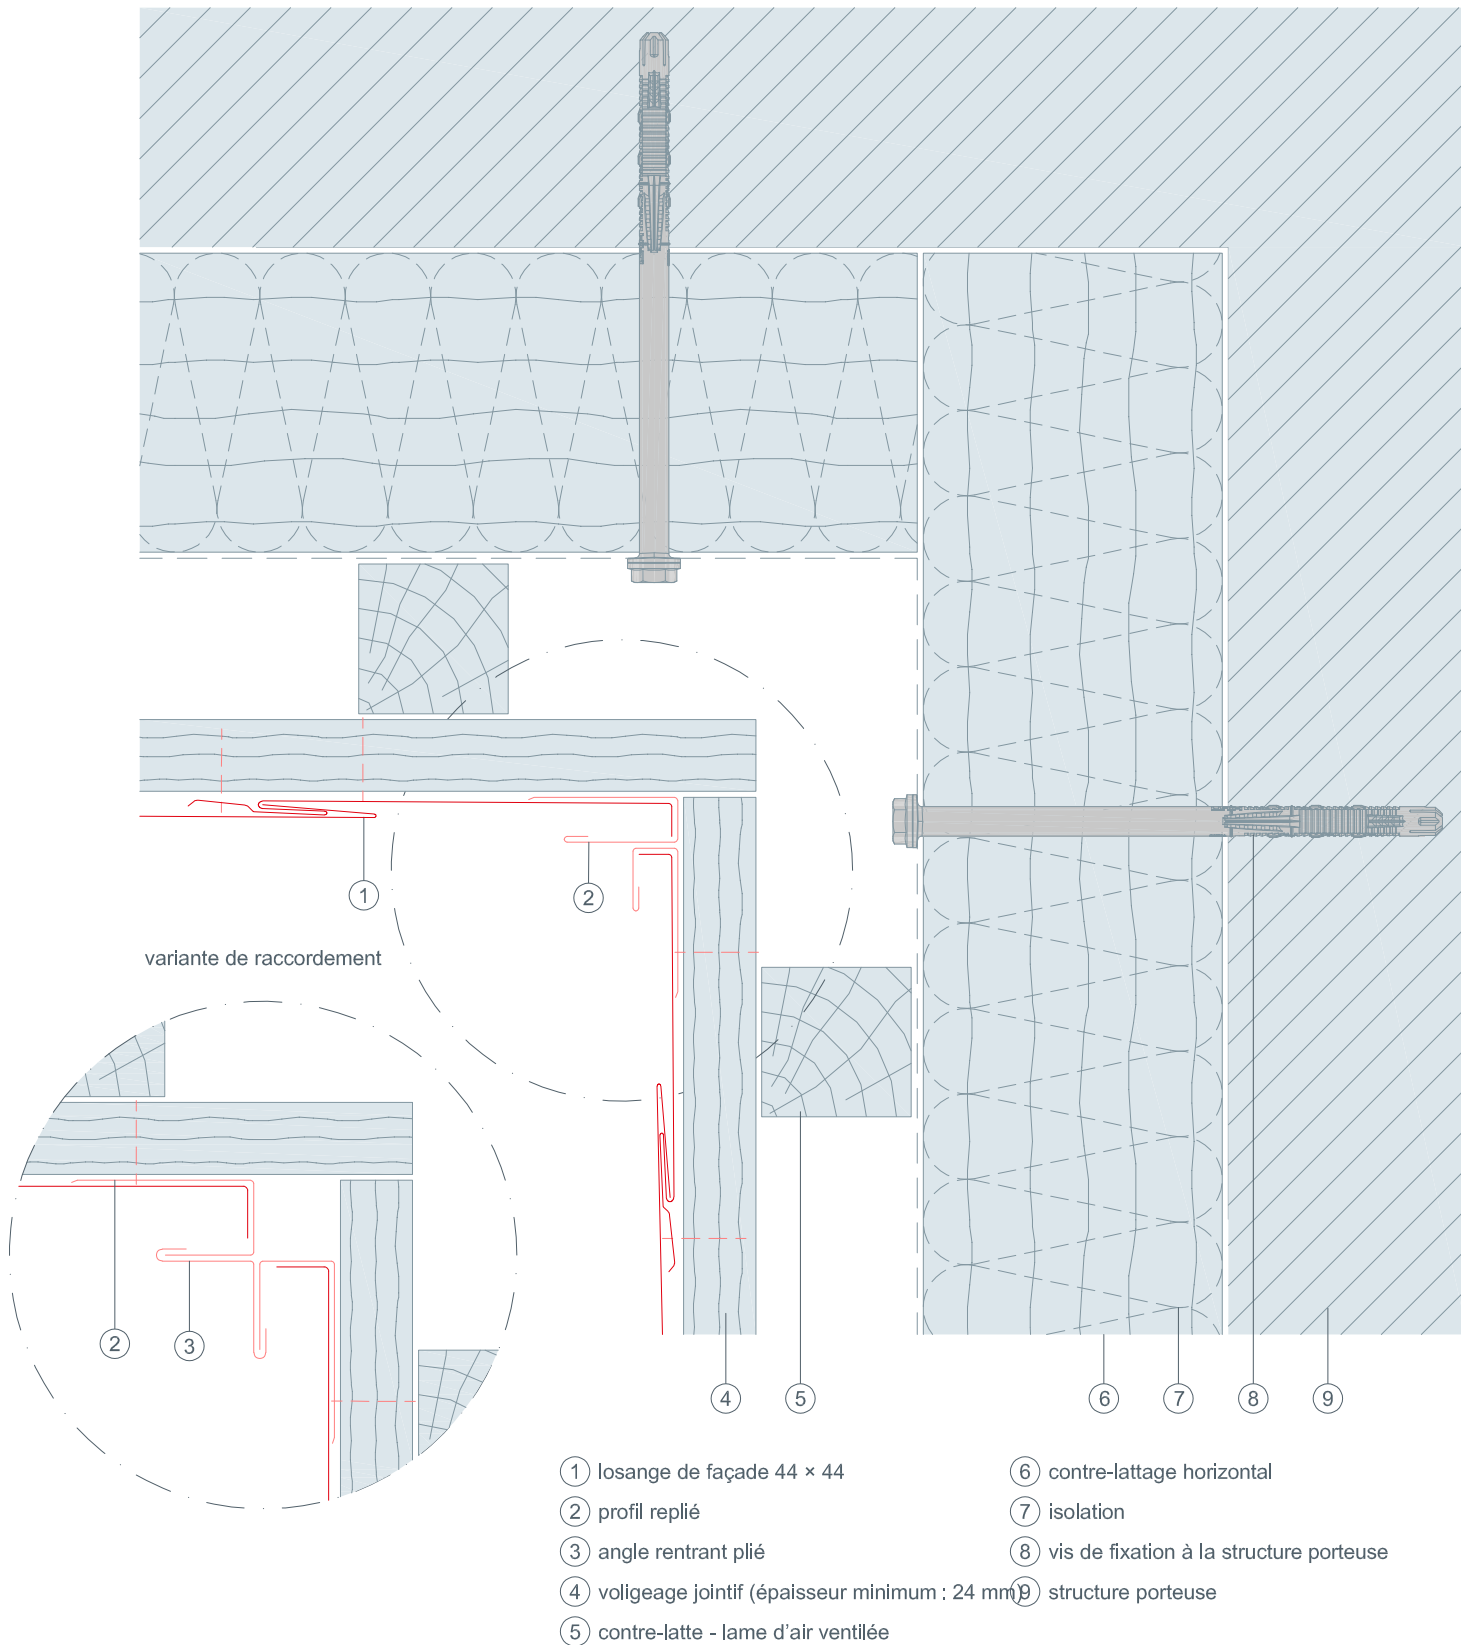 1
2
variante de raccordement
2
3
4
5
6
7
8
9
1 losange de façade 44 × 44
2 profil replié
3 angle rentrant plié
4 voligeage jointif (épaisseur minimum : 24 mm)
5 contre-latte - lame d'air ventilée
6 contre-lattage horizontal
7 isolation
8 vis de fixation à la structure porteuse
9 structure porteuse